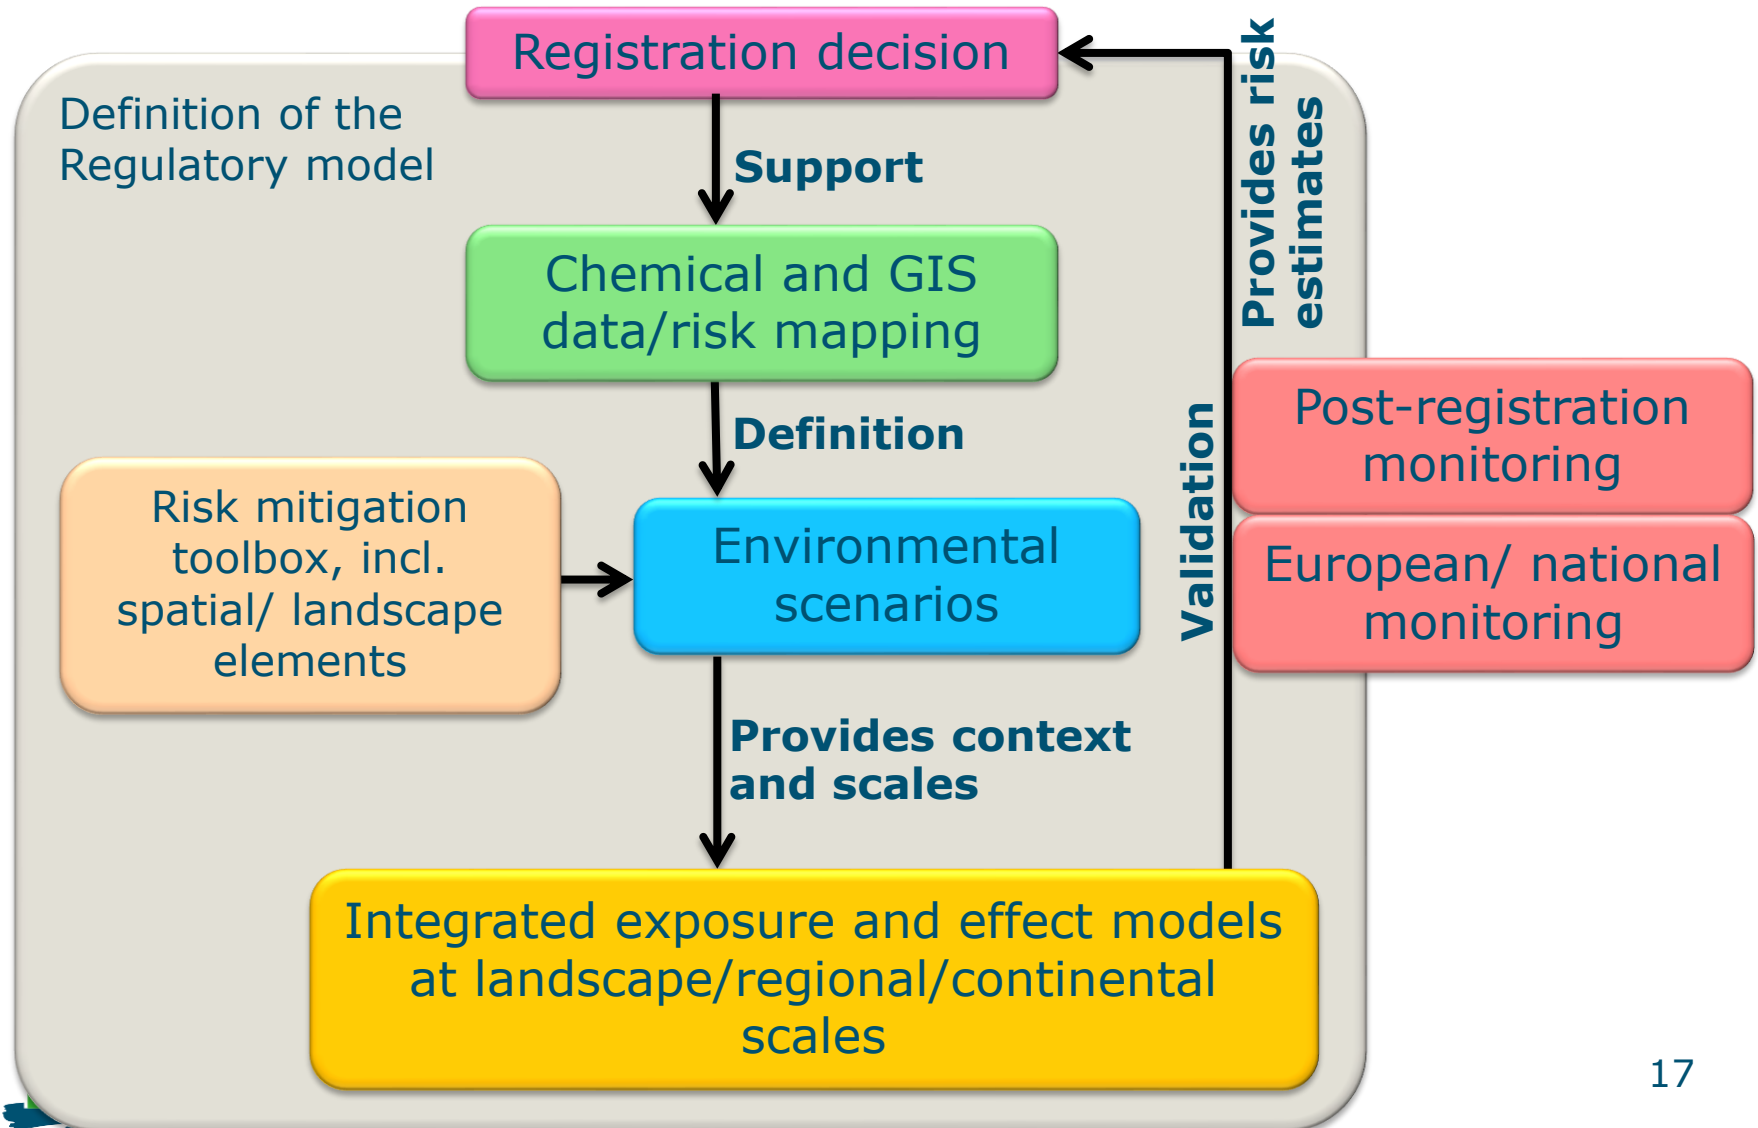 Registration decision
Definition of the
Regulatory model
Support
Provides risk
estimates
Chemical and GIS
data/risk mapping
Definition
Validation
Post-registration
monitoring
Risk mitigation
toolbox, incl.
spatial/ landscape
elements
Environmental
scenarios
European/ national
monitoring
Provides context
and scales
Integrated exposure and effect models
at landscape/regional/continental
scales
17